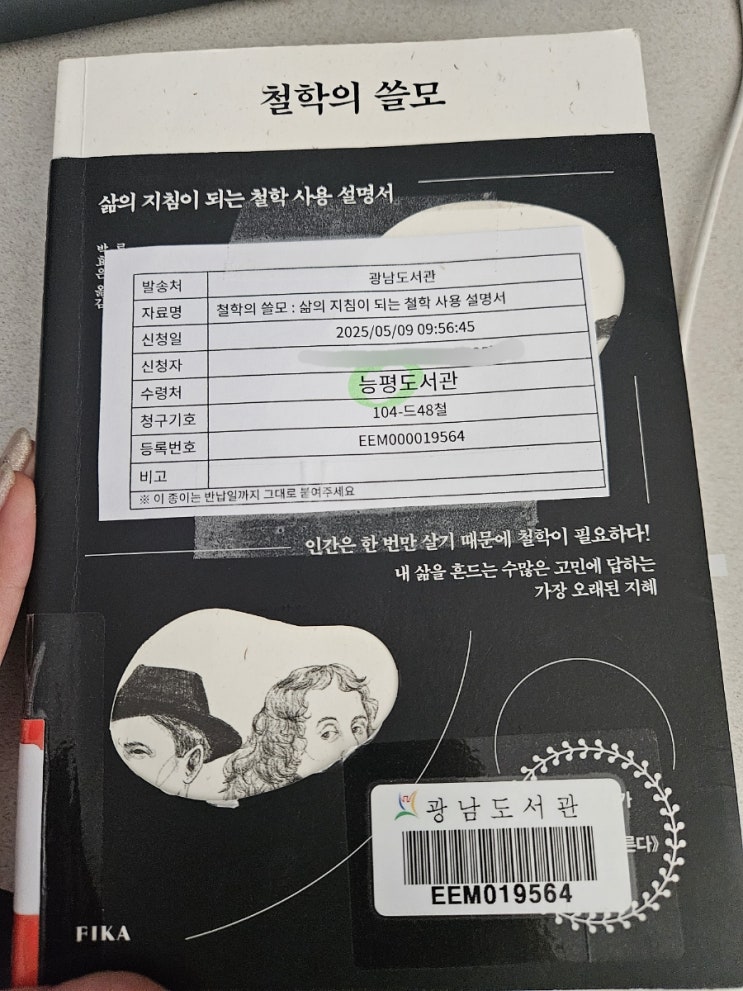 철학의 쓸모
삶의 지침이 되는 철학 사용 설명서
발송처 광남도서관
자료명 철학의 쓸모 : 삶의 지침이 되는 철학 사용 설명서
신청일 2025/05/09 09:56:45
신청자
수령처 능평도서관
청구기호 104-드48철
등록번호 EEM000019564
비고
※ 이 종이는 반납일까지 그대로 붙여주세요
인간은 한 번만 살기 때문에 철학이 필요하다!
내 삶을 흔드는 수많은 고민에 답하는
가장 오래된 지혜
광남도서관
EEM019564
FIKA